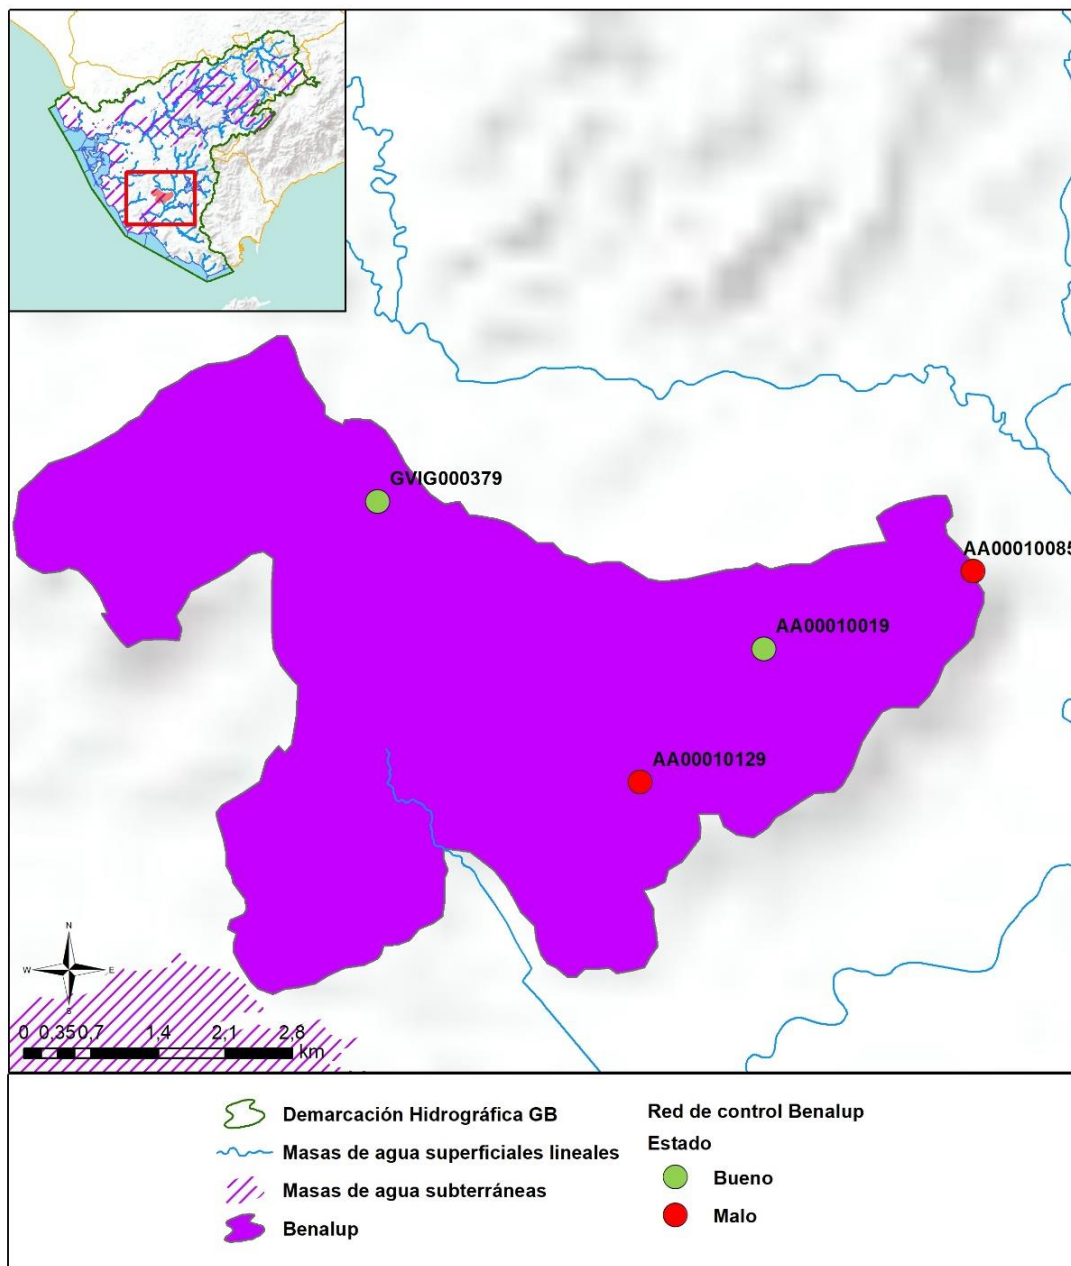 GVIG000379
AA00010085
AA00010019
AA00010129
N
W E
S
0 0,35 0,7 1,4 2,1 2,8
km
Demarcación Hidrográfica GB
Masas de agua superficiales lineales
Masas de agua subterráneas
Benalup
Red de control Benalup
Estado
Bueno
Malo